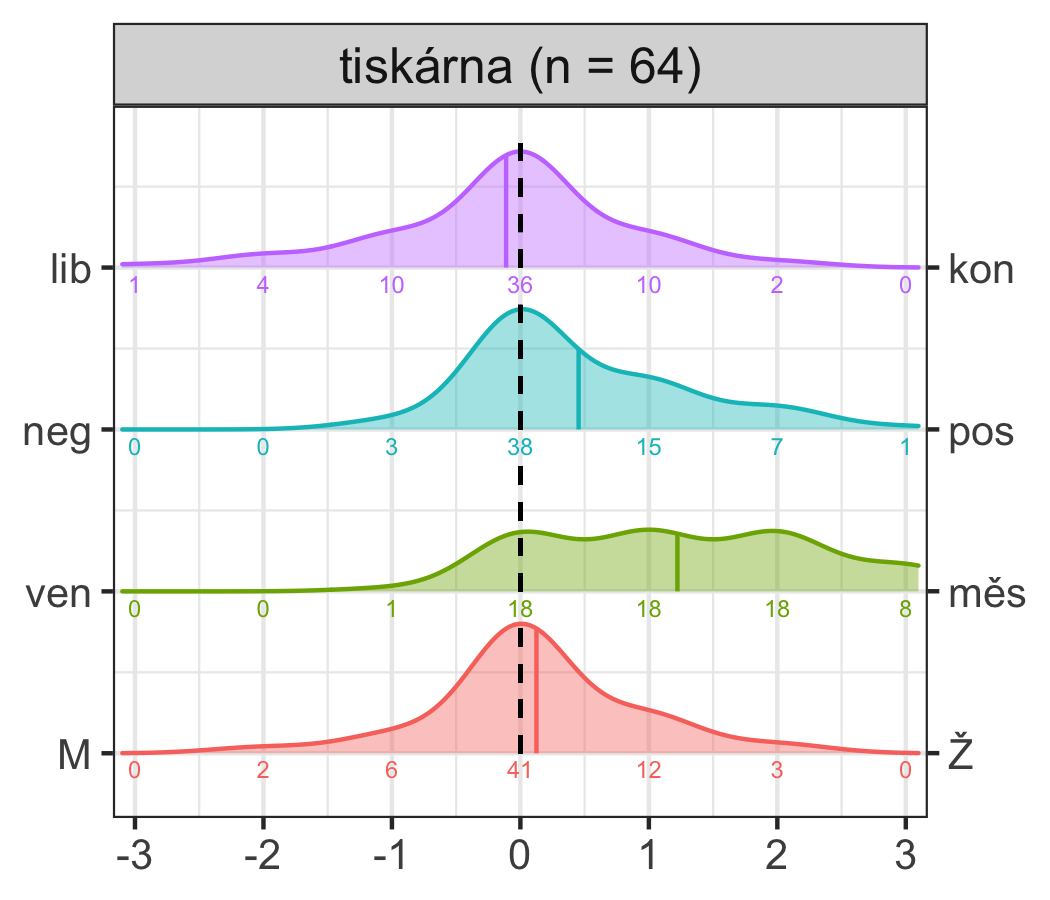 tiskárna (n = 64)
lib kon
1 4 10 36 10 2 0
neg pos
0 0 3 38 15 7 1
ven měs
0 0 1 18 18 18 8
M Ž
0 2 6 41 12 3 0
-3 -2 -1 0 1 2 3